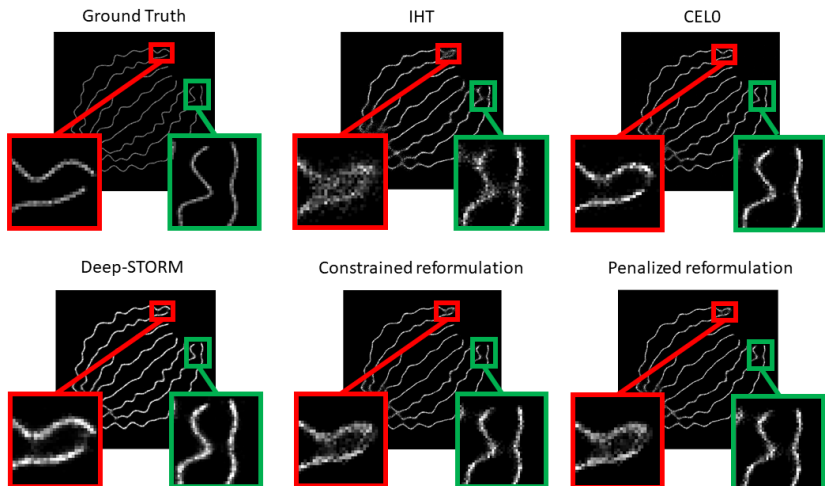 Ground Truth
IHT
CEL0
Deep-STORM
Constrained reformulation
Penalized reformulation